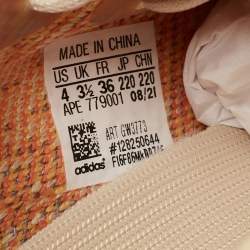 MADE IN CHINA
US UK FR JP CHN
4 3½ 36 220 220
APE 779001 08/21
ART GW3773
#128250644
adidas